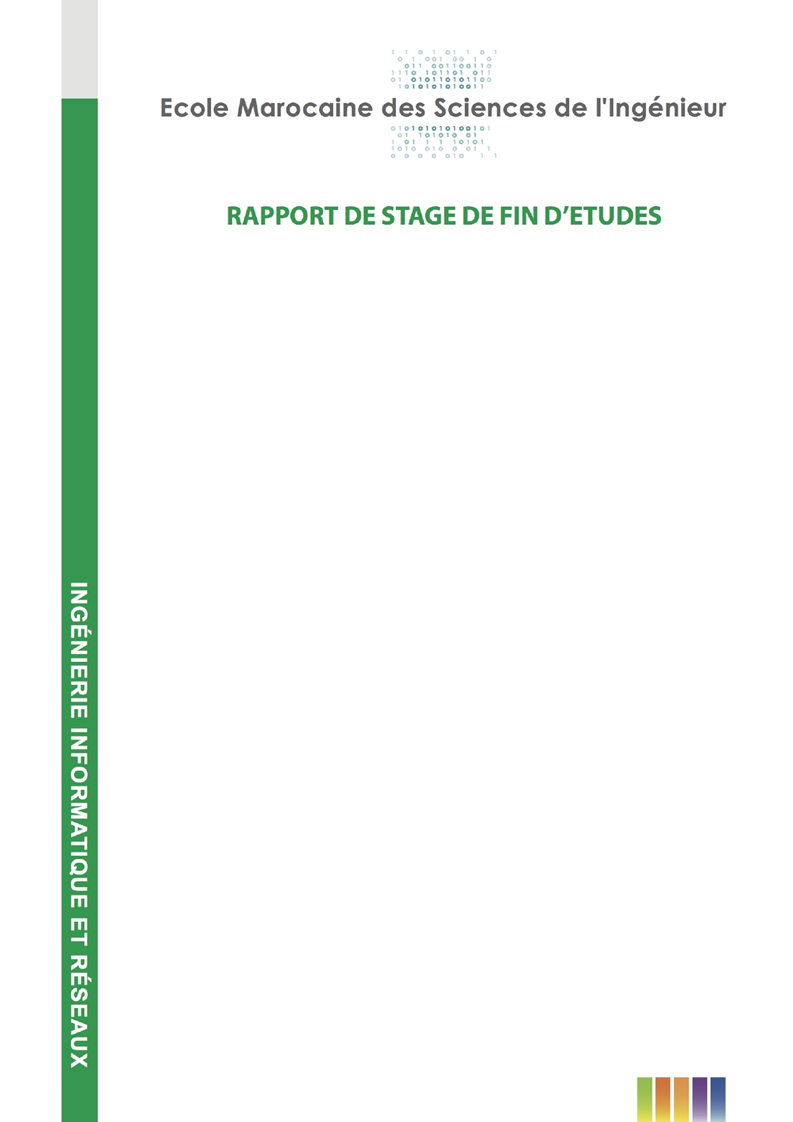 Ecole Marocaine des Sciences de l'Ingénieur
RAPPORT DE STAGE DE FIN D’ETUDES
INGÉNIERIE INFORMATIQUE ET RÉSEAUX